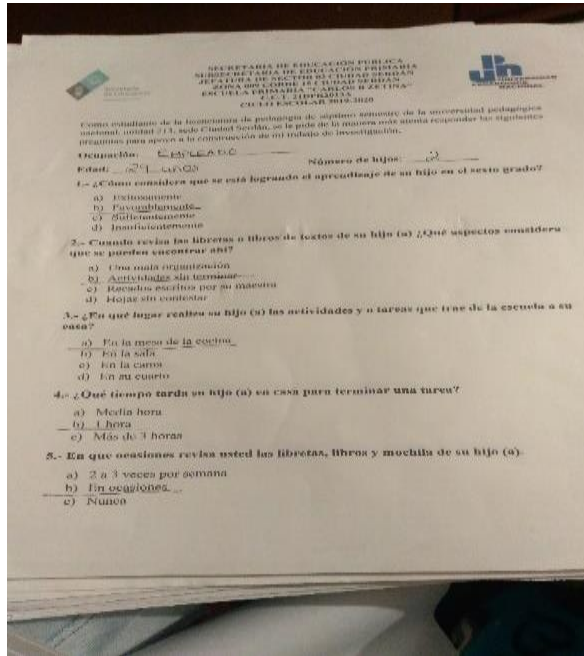 SECRETARIA DE EDUCACIÓN PUBLICA
SUBSECRETARIA DE EDUCACIÓN PRIMARIA
JEFATURA DE SECTOR 03 CIUDAD SERDAN
ZONA 009 CORDE 15 CIUDAD SERDAN
ESCUELA PRIMARIA "CARLOS B ZETINA"
CICLO ESCOLAR 2019-2020
Como estudiante de la licenciatura de pedagogía de séptimo semestre de la universidad pedagógica
nacional, unidad 213, sede Ciudad Serdán, se le pide de la manera más atenta responder las siguientes
preguntas para apoyo a la construcción de mi trabajo de investigación.
Ocupación: EMPLEADO
Número de hijos: 2
Edad: 29 años
1.- ¿Cómo considera que se está logrando el aprendizaje de su hijo en el sexto grado?
a) Exitosamente
b) Favorablemente
c) Suficientemente
d) Insuficientemente
2.- Cuando revisa las libretas o libros de textos de su hijo (a) ¿Qué aspectos considera
que se pueden encontrar ahí?
a) Una mala organización
b) Actividades sin terminar
c) Recados escritos por su maestra
d) Hojas sin contestar
3.- ¿En qué lugar realiza su hijo (a) las actividades y o tareas que trae de la escuela a su
casa?
a) En la mesa de la cocina
b) En la sala
c) En la cama
d) En su cuarto
4.- ¿Qué tiempo tarda su hijo (a) en casa para terminar una tarea?
a) Media hora
b) 1 hora
c) Más de 3 horas
5.- En que ocasiones revisa usted las libretas, libros y mochila de su hijo (a).
a) 2 a 3 veces por semana
b) En ocasiones
c) Nunca